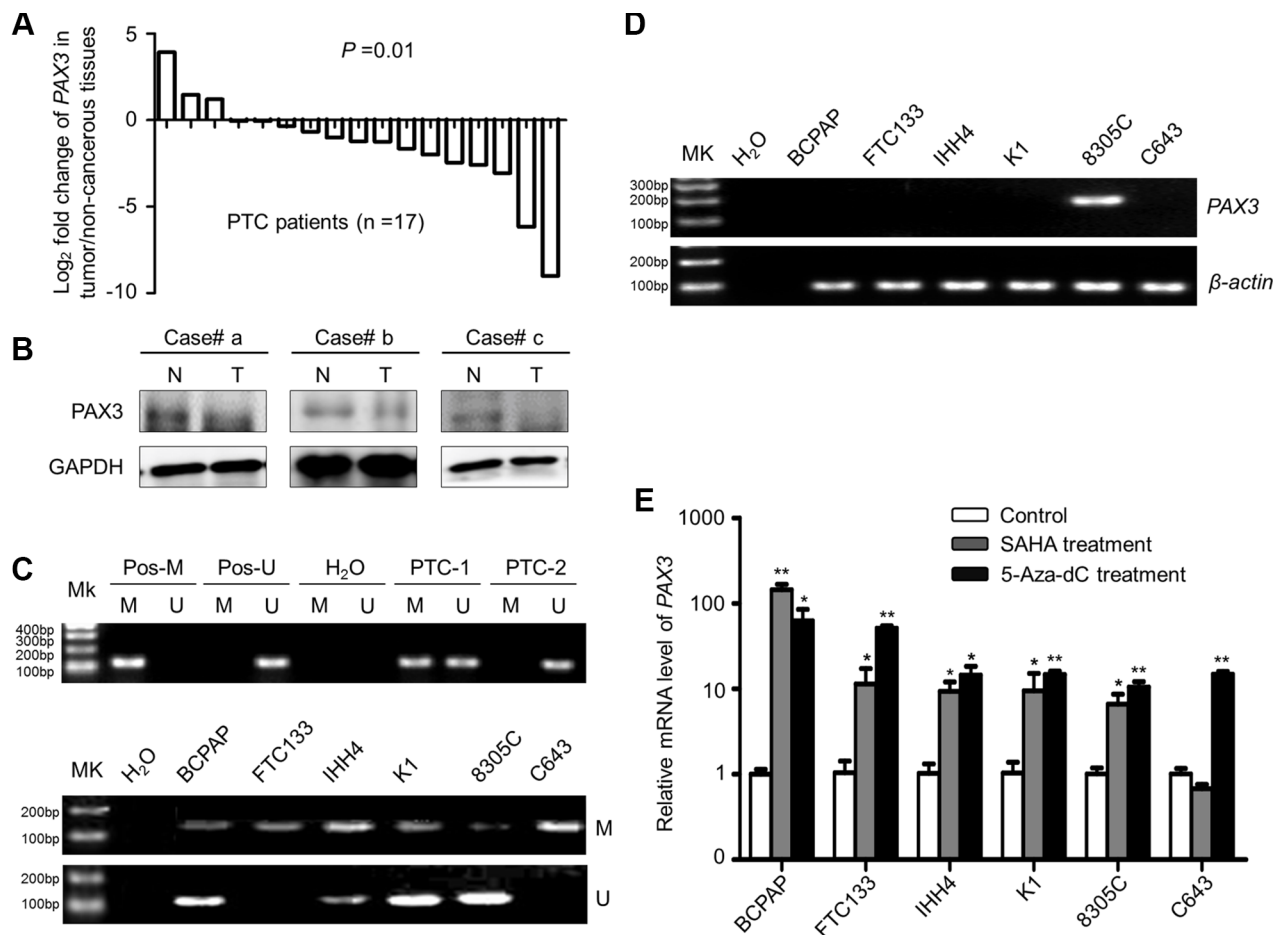 A
Log2 fold change of PAX3 in
tumor/non-cancerous tissues
5
0
-5
-10
P =0.01
PTC patients (n =17)
B
Case# a Case# b Case# c
N T N T N T
PAX3
GAPDH
C
Mk Pos-M Pos-U H2O PTC-1 PTC-2
M U M U M U M U M U
400bp
300bp
200bp
100bp
MK H2O BCPAP FTC133 IHH4 K1 8305C C643
200bp
100bp
M
200bp
100bp
U
D
MK H2O BCPAP FTC133 IHH4 K1 8305C C643
300bp
200bp
100bp
PAX3
200bp
100bp
β-actin
E
Relative mRNA level of PAX3
1000
100
10
1
0
Control
SAHA treatment
5-Aza-dC treatment
** * * ** * * * ** * ** **
BCPAP FTC133 IHH4 K1 8305C C643